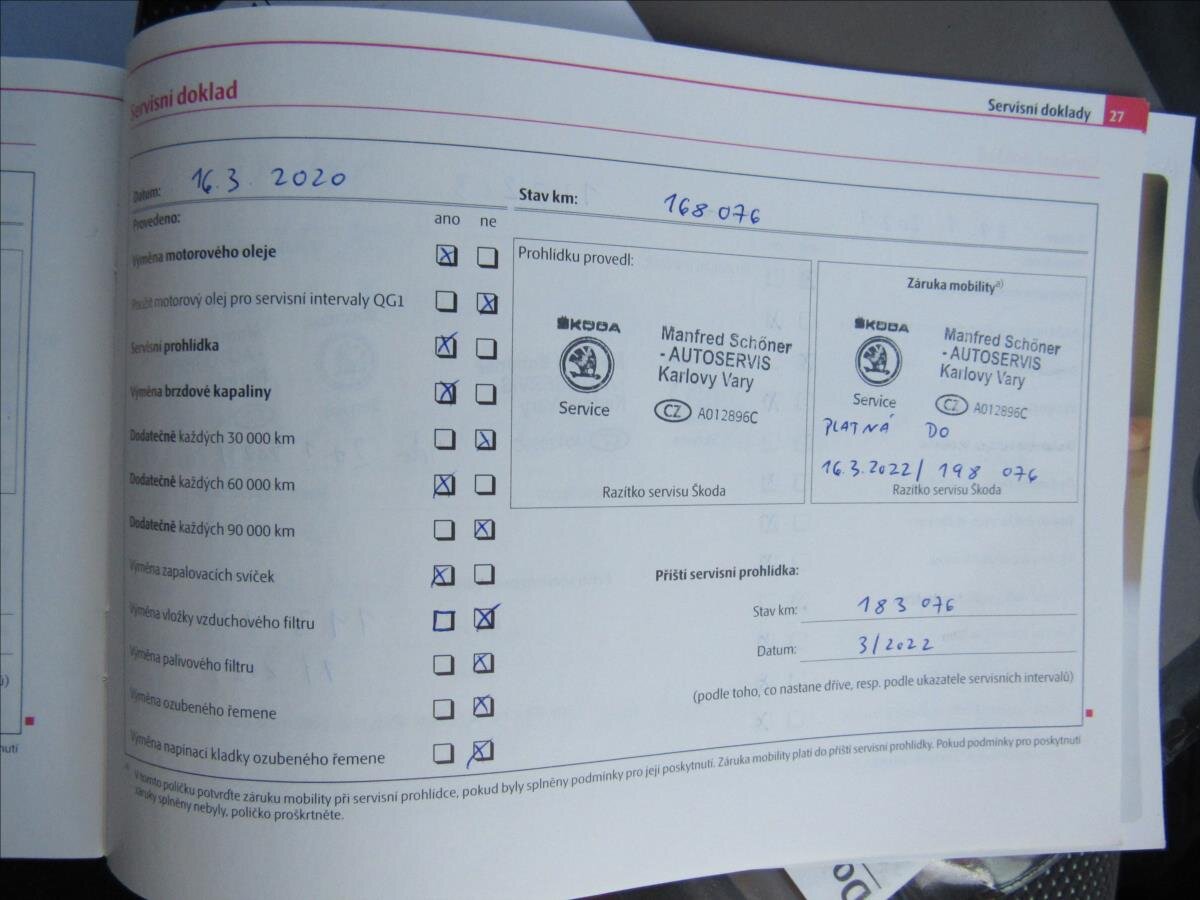 Servisní doklady 27
Servisní doklad
Datum: 16.3. 2020
Stav km: 168 076
Provedeno: ano ne
Výměna motorového oleje
Použit motorový olej pro servisní intervaly QG1
Servisní prohlídka
Výměna brzdové kapaliny
Dodatečně každých 30 000 km
Dodatečně každých 60 000 km
Dodatečně každých 90 000 km
Výměna zapalovacích svíček
Výměna vložky vzduchového filtru
Výměna palivového filtru
Výměna ozubeného řemene
Výměna napínací kladky ozubeného řemene
Prohlídku provedl:
ŠKODA
Service
Manfred Schöner
- AUTOSERVIS
Karlovy Vary
CZ A012896C
Razítko servisu Škoda
Záruka mobility a)
ŠKODA
Service
Manfred Schöner
- AUTOSERVIS
Karlovy Vary
CZ A012896C
PLATNÁ DO
16.3.2022 / 198 076
Razítko servisu Škoda
Příští servisní prohlídka:
Stav km: 183 076
Datum: 3/2022
(podle toho, co nastane dříve, resp. podle ukazatele servisních intervalů)
V tomto políčku potvrďte záruku mobility při servisní prohlídce, pokud byly splněny podmínky pro její poskytnutí. Záruka mobility platí do příští servisní prohlídky. Pokud podmínky pro poskytnutí
záruky splněny nebyly, políčko proškrtněte.
Do